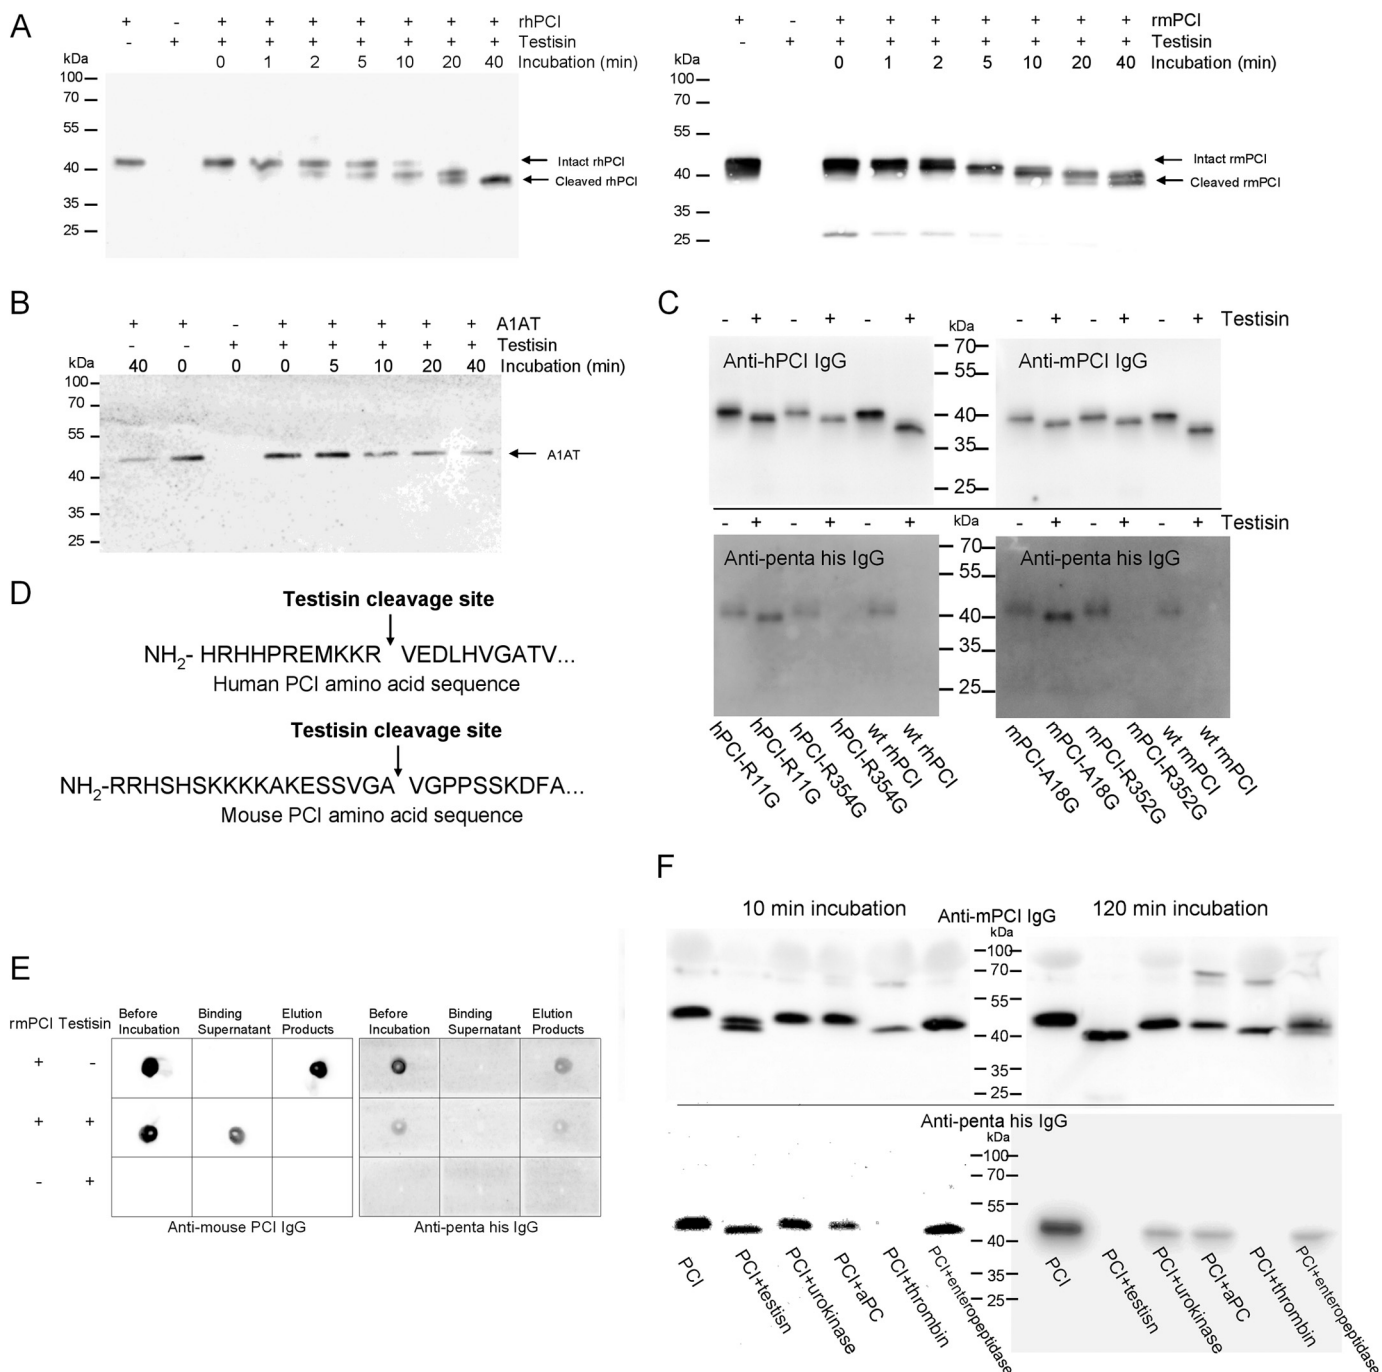 A
+ - + + + + + + + rhPCI
- + + + + + + + + Testisin
kDa 0 1 2 5 10 20 40 Incubation (min)
100
70
55
40
35
25
Intact rhPCI
Cleaved rhPCI
+ - + + + + + + + rmPCI
- + + + + + + + + Testisin
kDa 0 1 2 5 10 20 40 Incubation (min)
100
70
55
40
35
25
Intact rmPCI
Cleaved rmPCI
B
+ + - + + + + + A1AT
- - + + + + + + Testisin
kDa 40 0 0 0 5 10 20 40 Incubation (min)
100
70
55
40
35
25
A1AT
C
- + - + - + kDa - + - + - + Testisin
Anti-hPCI IgG
70
55
40
35
25
Anti-mPCI IgG
- + - + - + kDa - + - + - + Testisin
Anti-penta his IgG
70
55
40
35
25
Anti-penta his IgG
hPCI-R11G
hPCI-R11G
hPCI-R354G
hPCI-R354G
wt rhPCI
wt rhPCI
mPCI-A18G
mPCI-A18G
mPCI-R352G
mPCI-R352G
wt rmPCI
wt rmPCI
D
Testisin cleavage site
NH2- HRHHPREMKKR VEDLHVGATV...
Human PCI amino acid sequence
Testisin cleavage site
NH2-RRHSHSKKKKAKESSVGA VGPPSSKDFA...
Mouse PCI amino acid sequence
E
rmPCI Testisin
Before Incubation
Binding Supernatant
Elution Products
Before Incubation
Binding Supernatant
Elution Products
+ -
+ +
- +
Anti-mouse PCI IgG
Anti-penta his IgG
F
10 min incubation
Anti-mPCI IgG
120 min incubation
kDa
100
70
55
40
35
25
Anti-penta his IgG
kDa
100
70
55
40
35
25
PCI
PCI+testisn
PCI+urokinase
PCI+aPC
PCI+thrombin
PCI+enteropeptidase
PCI
PCI+testisn
PCI+urokinase
PCI+aPC
PCI+thrombin
PCI+enteropeptidase